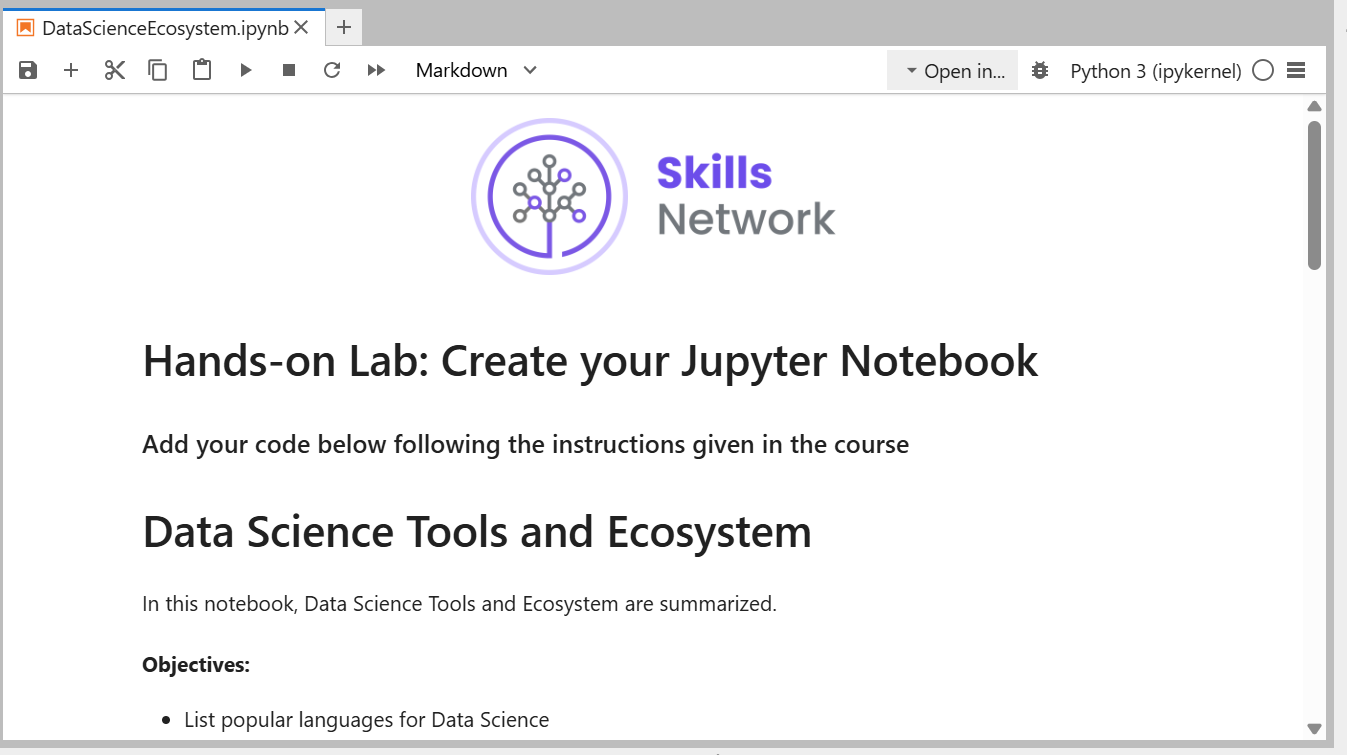 DataScienceEcosystem.ipynb
Markdown
Open in...
Python 3 (ipykernel)
Skills
Network
Hands-on Lab: Create your Jupyter Notebook
Add your code below following the instructions given in the course
Data Science Tools and Ecosystem
In this notebook, Data Science Tools and Ecosystem are summarized.
Objectives:
• List popular languages for Data Science